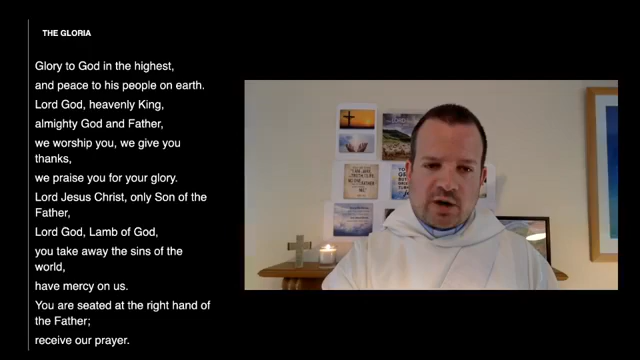 THE GLORIA
Glory to God in the highest,
and peace to his people on earth.
Lord God, heavenly King,
almighty God and Father,
we worship you, we give you
thanks,
we praise you for your glory.
Lord Jesus Christ, only Son of the
Father,
Lord God, Lamb of God,
you take away the sins of the
world,
have mercy on us.
You are seated at the right hand of
the Father;
receive our prayer.